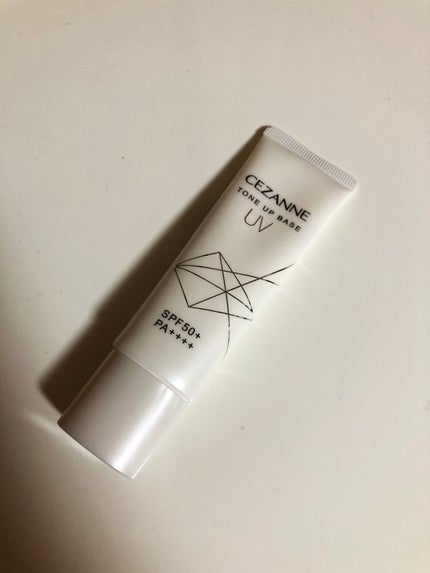 CEZANNE
TONE UP BASE
UV
SPF50+
PA++++